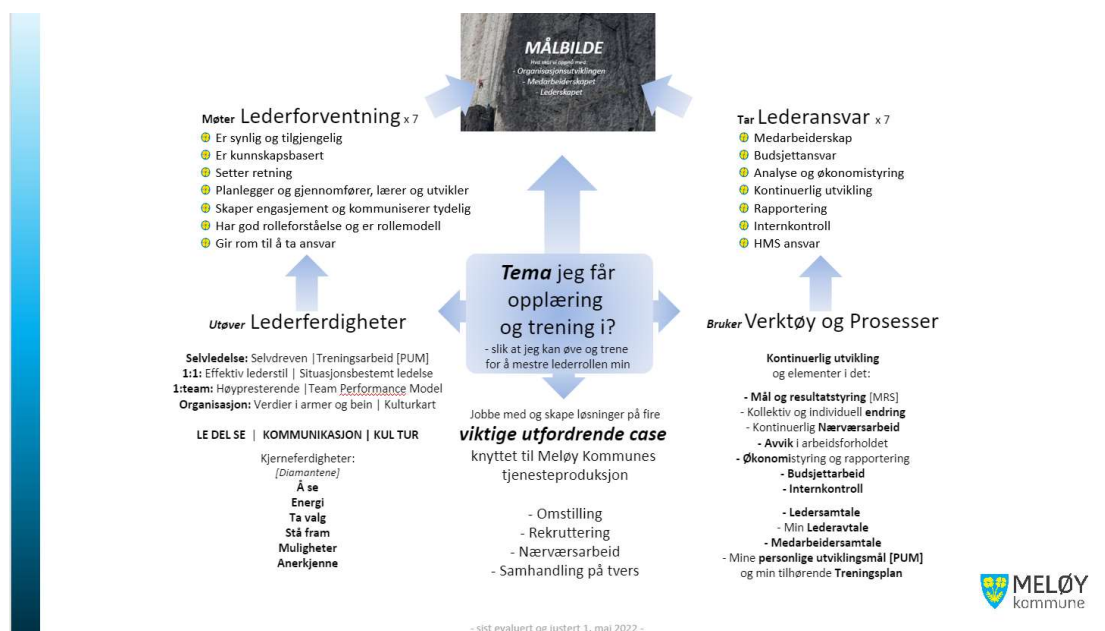 MÅLBILDE
Hva skal vi oppnå med:
- Organisasjonsutviklingen
- Medarbeiderskapet
- Lederskapet
Møter Lederforventning x 7
Er synlig og tilgjengelig
Er kunnskapsbasert
Setter retning
Planlegger og gjennomfører, lærer og utvikler
Skaper engasjement og kommuniserer tydelig
Har god rolleforståelse og er rollemodell
Gir rom til å ta ansvar
Tar Lederansvar x 7
Medarbeiderskap
Budsjettansvar
Analyse og økonomistyring
Kontinuerlig utvikling
Rapportering
Internkontroll
HMS ansvar
Tema jeg får
opplæring
og trening i?
- slik at jeg kan øve og trene
for å mestre lederrollen min
Utøver Lederferdigheter
Selvledelse: Selvdreven |Treningsarbeid [PUM]
1:1: Effektiv lederstil | Situasjonsbestemt ledelse
1:team: Høypresterende |Team Performance Model
Organisasjon: Verdier i armer og bein | Kulturkart
LE DEL SE | KOMMUNIKASJON | KUL TUR
Kjerneferdigheter:
[Diamantene]
Å se
Energi
Ta valg
Stå fram
Muligheter
Anerkjenne
Jobbe med og skape løsninger på fire
viktige utfordrende case
knyttet til Meløy Kommunes
tjenesteproduksjon
- Omstilling
- Rekruttering
- Nærværsarbeid
- Samhandling på tvers
Bruker Verktøy og Prosesser
Kontinuerlig utvikling
og elementer i det:
- Mål og resultatstyring [MRS]
- Kollektiv og individuell endring
- Kontinuerlig Nærværsarbeid
- Avvik i arbeidsforholdet
- Økonomistyring og rapportering
- Budsjettarbeid
- Internkontroll
- Ledersamtale
- Min Lederavtale
- Medarbeidersamtale
- Mine personlige utviklingsmål [PUM]
og min tilhørende Treningsplan
MELØY
kommune
- sist evaluert og justert 1. mai 2022 -